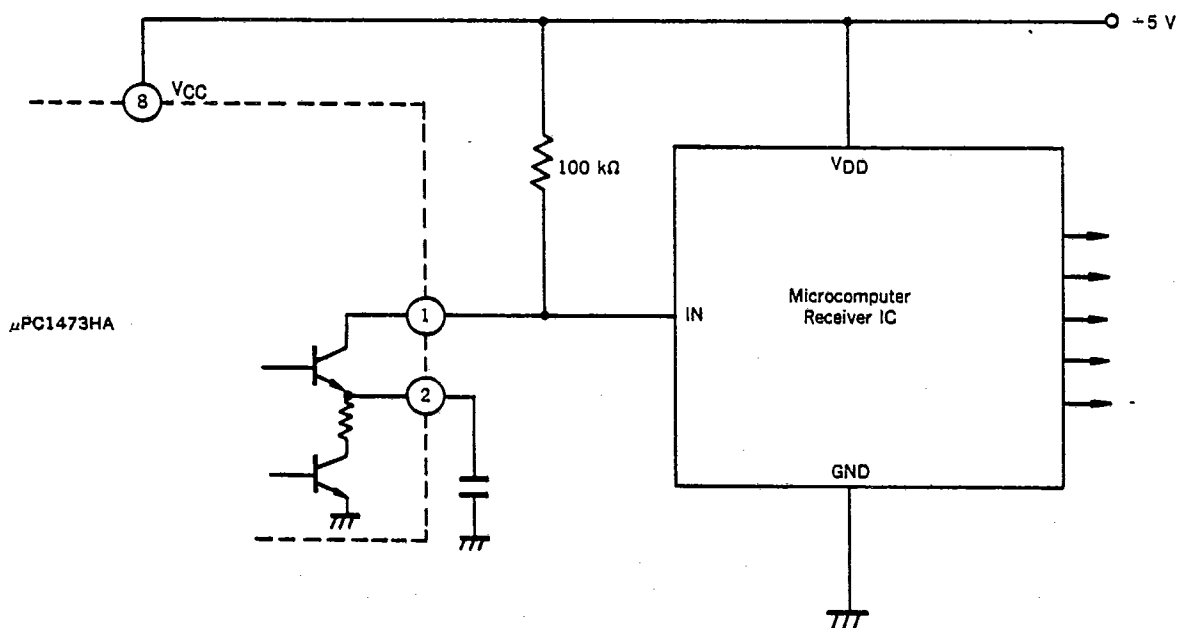 ÷5 V
8
VCC
100 kΩ
VDD
μPC1473HA
1
IN
Microcomputer
Receiver IC
2
GND